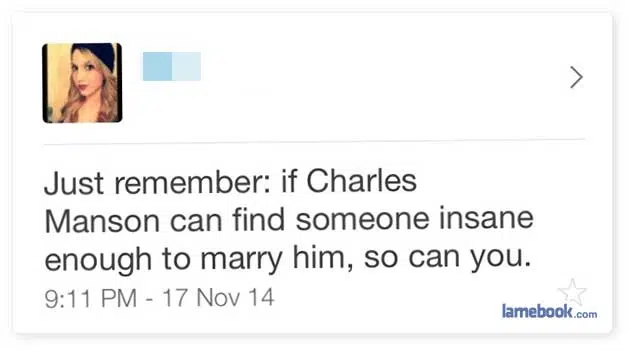 Just remember: if Charles
Manson can find someone insane
enough to marry him, so can you.
9:11 PM - 17 Nov 14
lamebook.com